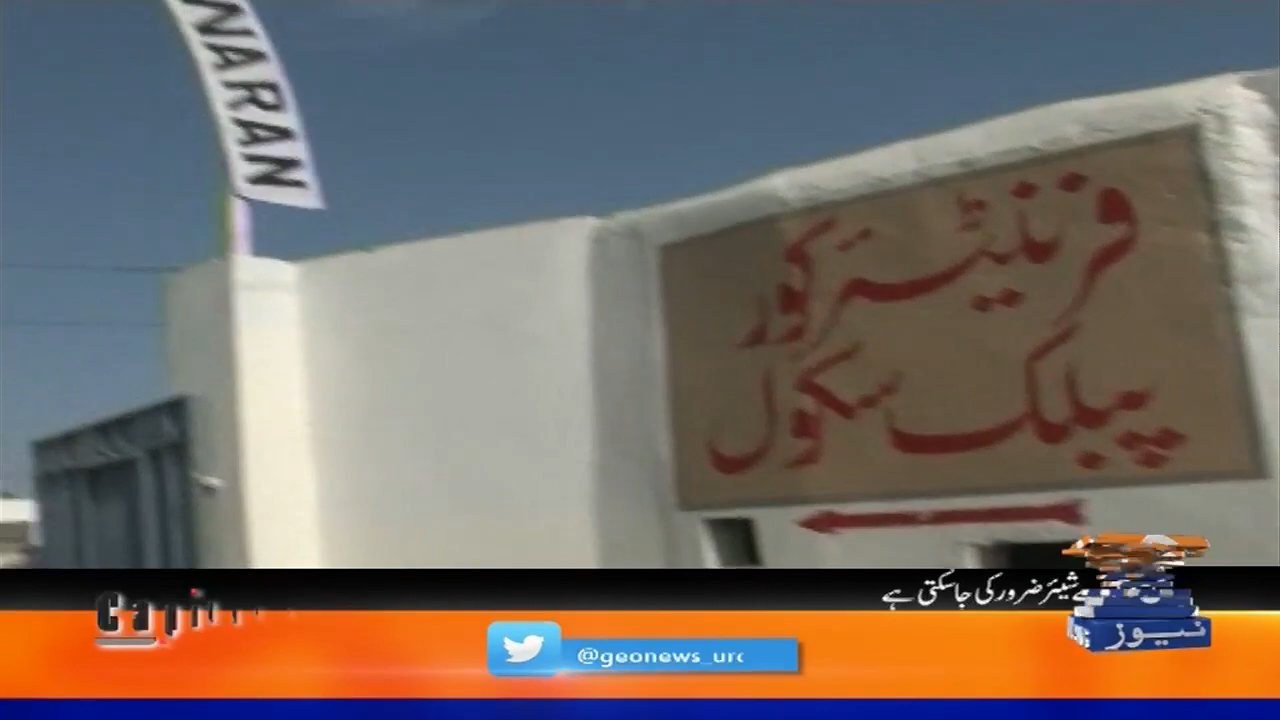 NARAN
فرنٹیئر کور
پبلک سکول
شیئر ضرور کی جاسکتی ہے
نیوز
@geonews_urc